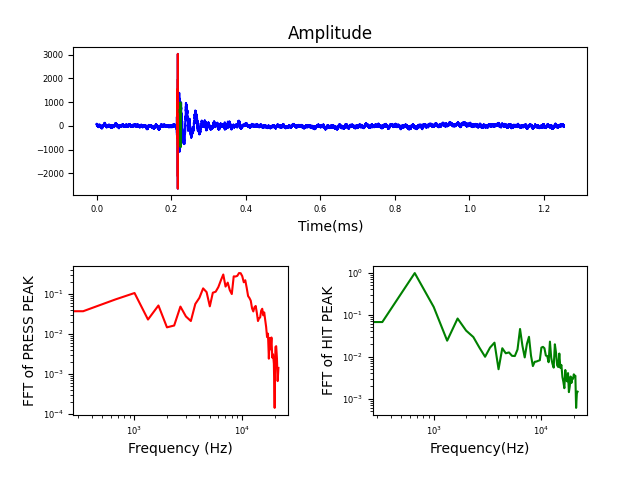 Amplitude
3000
2000
1000
0
−1000
−2000
0.0 0.2 0.4 0.6 0.8 1.0 1.2
Time(ms)
FFT of PRESS PEAK
10⁻¹
10⁻²
10⁻³
10⁻⁴
10³ 10⁴
Frequency (Hz)
FFT of HIT PEAK
10⁰
10⁻¹
10⁻²
10⁻³
10³ 10⁴
Frequency(Hz)